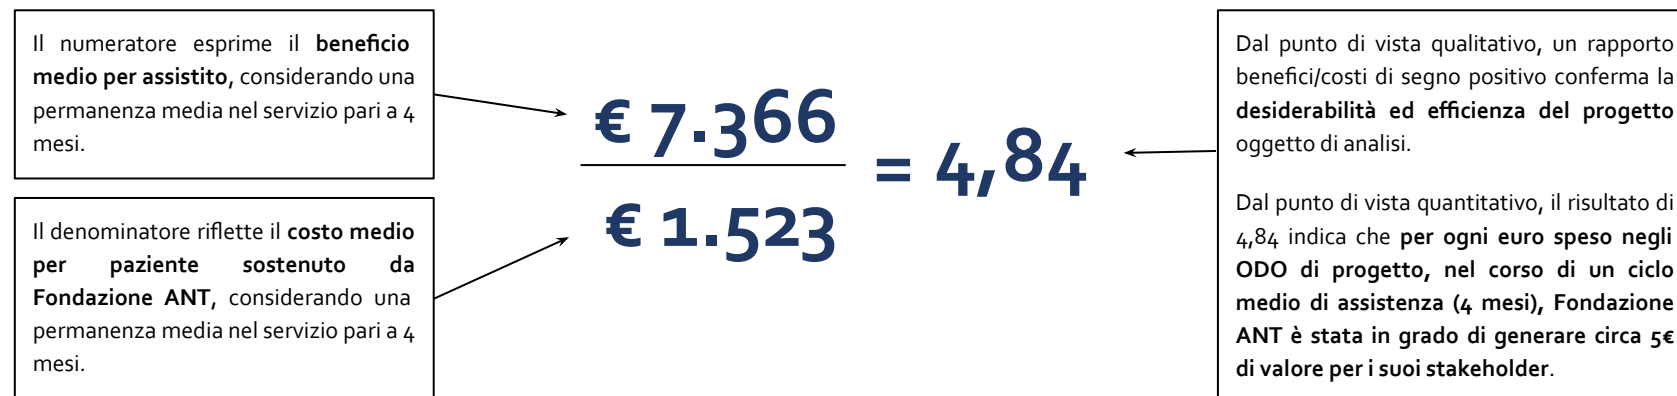 Il numeratore esprime il beneficio
medio per assistito, considerando una
permanenza media nel servizio pari a 4
mesi.
Il denominatore riflette il costo medio
per paziente sostenuto da
Fondazione ANT, considerando una
permanenza media nel servizio pari a 4
mesi.
€ 7.366
€ 1.523
= 4,84
Dal punto di vista qualitativo, un rapporto
benefici/costi di segno positivo conferma la
desiderabilità ed efficienza del progetto
oggetto di analisi.
Dal punto di vista quantitativo, il risultato di
4,84 indica che per ogni euro speso negli
ODO di progetto, nel corso di un ciclo
medio di assistenza (4 mesi), Fondazione
ANT è stata in grado di generare circa 5€
di valore per i suoi stakeholder.